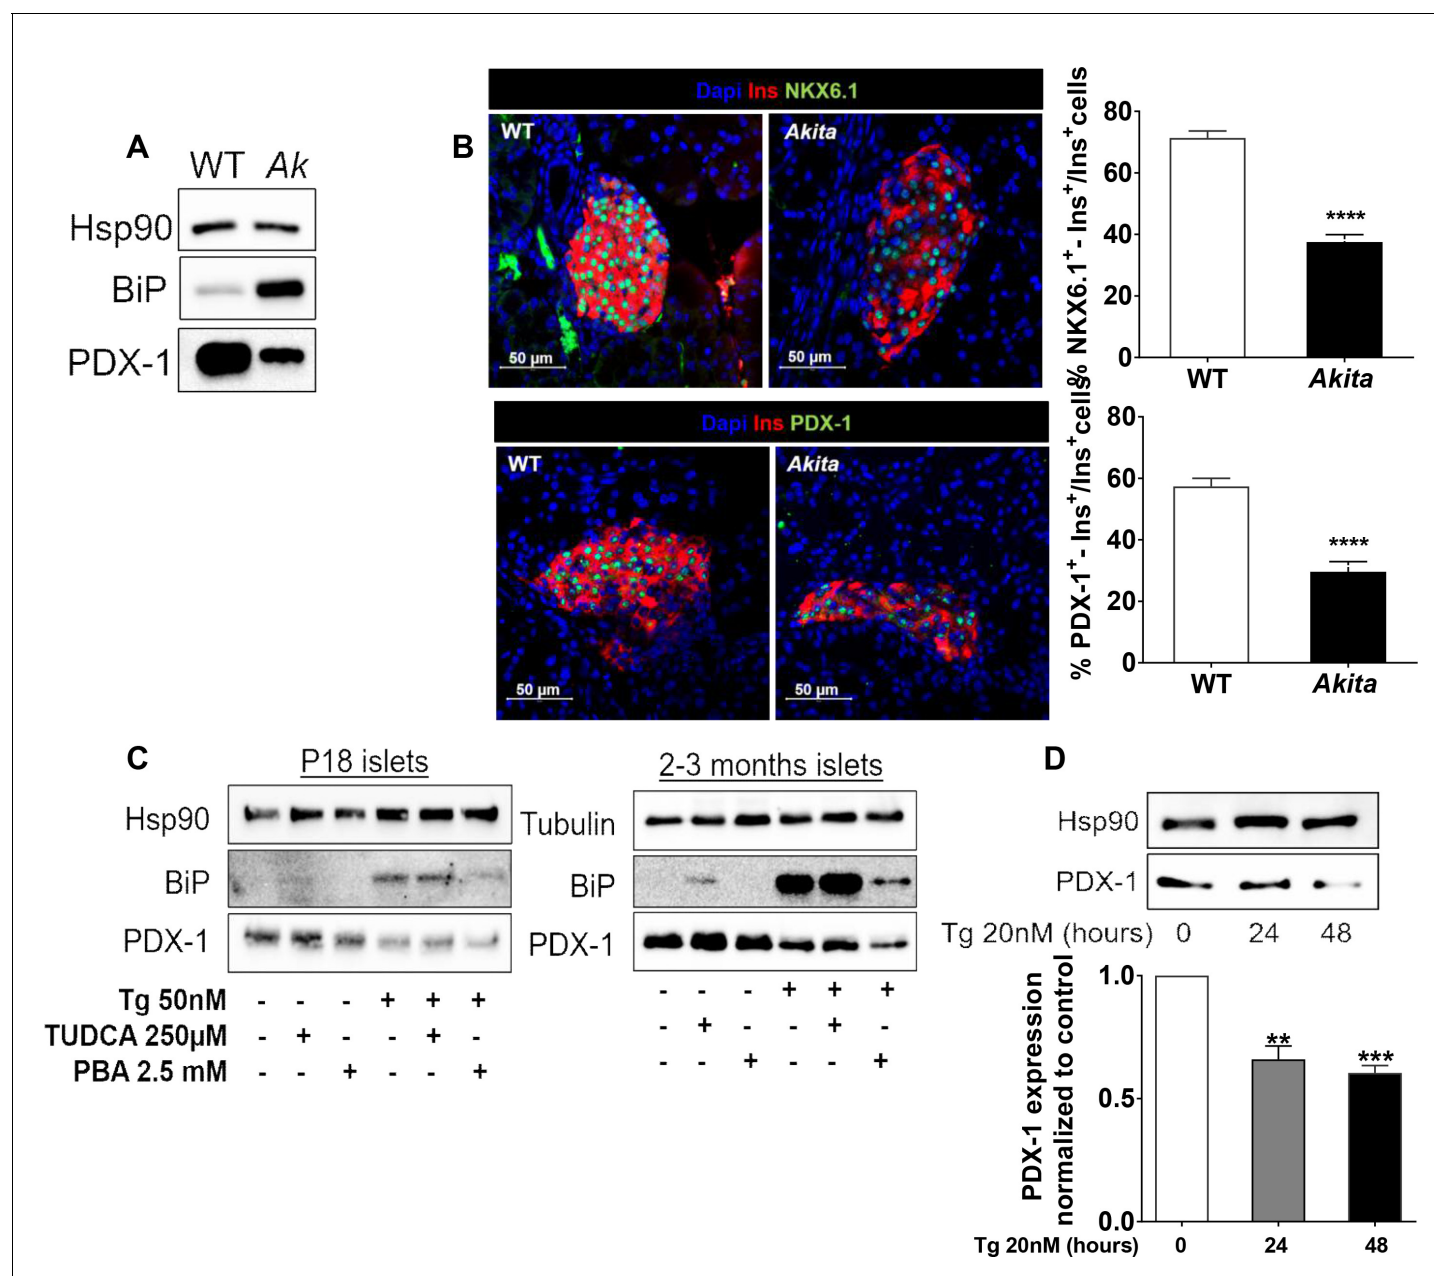 A
WT Ak
Hsp90
BiP
PDX-1
B
Dapi Ins NKX6.1
WT
Akita
50 µm
50 µm
% NKX6.1+- Ins+/Ins+cells
80
60
40
20
0
****
WT
Akita
Dapi Ins PDX-1
WT
Akita
50 µm
50 µm
% PDX-1+- Ins+/Ins+cells
80
60
40
20
0
****
WT
Akita
C
P18 islets
Hsp90
BiP
PDX-1
Tg 50nM - - - + + +
TUDCA 250µM - + - - + -
PBA 2.5 mM - - + - - +
2-3 months islets
Tubulin
BiP
PDX-1
- - - + + +
- + - - + -
- - + - - +
D
Hsp90
PDX-1
Tg 20nM (hours) 0 24 48
PDX-1 expression
normalized to control
1.0
0.5
0.0
**
***
Tg 20nM (hours) 0 24 48